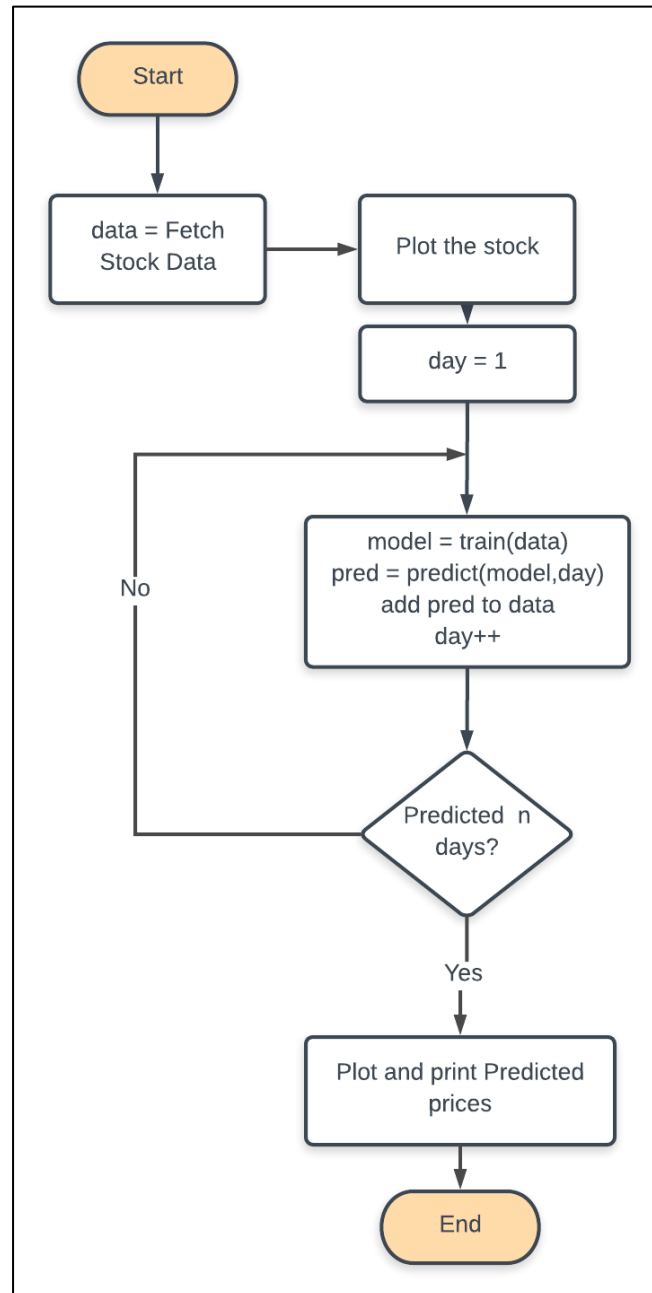 Start
data = Fetch
Stock Data
Plot the stock
day = 1
model = train(data)
pred = predict(model,day)
add pred to data
day++
No
Predicted  n
days?
Yes
Plot and print Predicted
prices
End